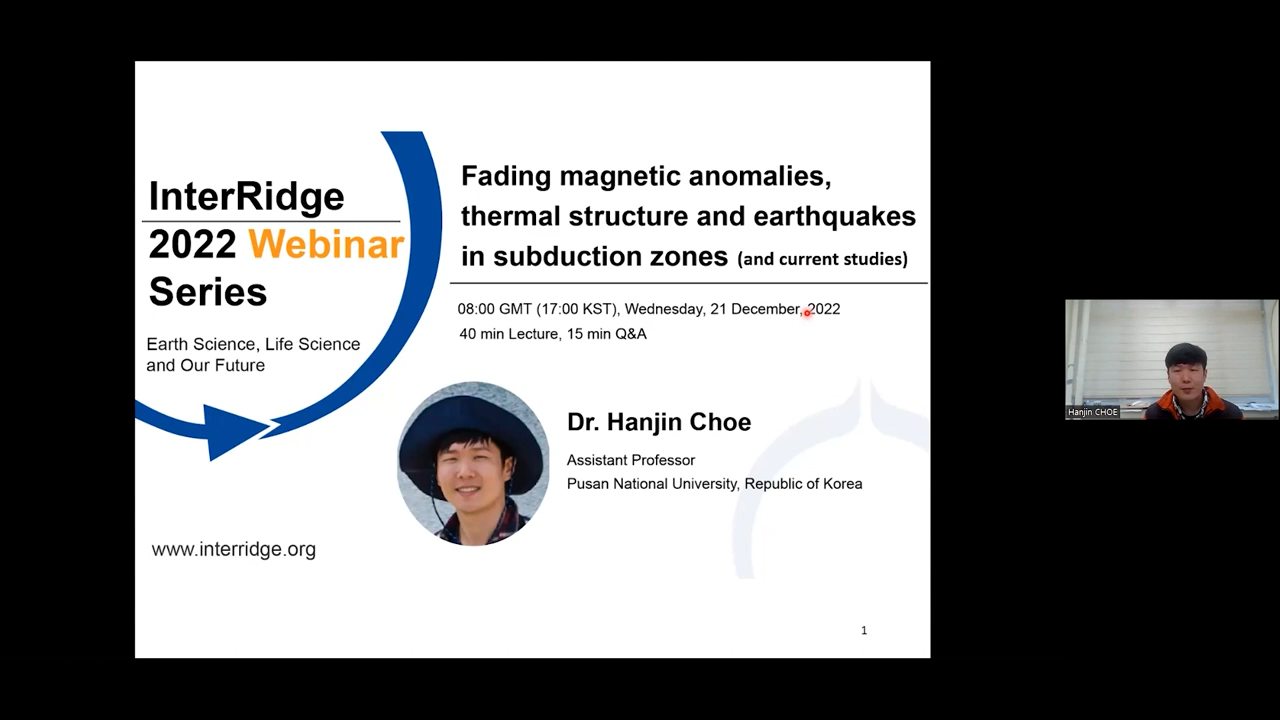 InterRidge
2022 Webinar
Series
Earth Science, Life Science
and Our Future
www.interridge.org
Fading magnetic anomalies,
thermal structure and earthquakes
in subduction zones (and current studies)
08:00 GMT (17:00 KST), Wednesday, 21 December, 2022
40 min Lecture, 15 min Q&A
Dr. Hanjin Choe
Assistant Professor
Pusan National University, Republic of Korea
1
Hanjin CHOE